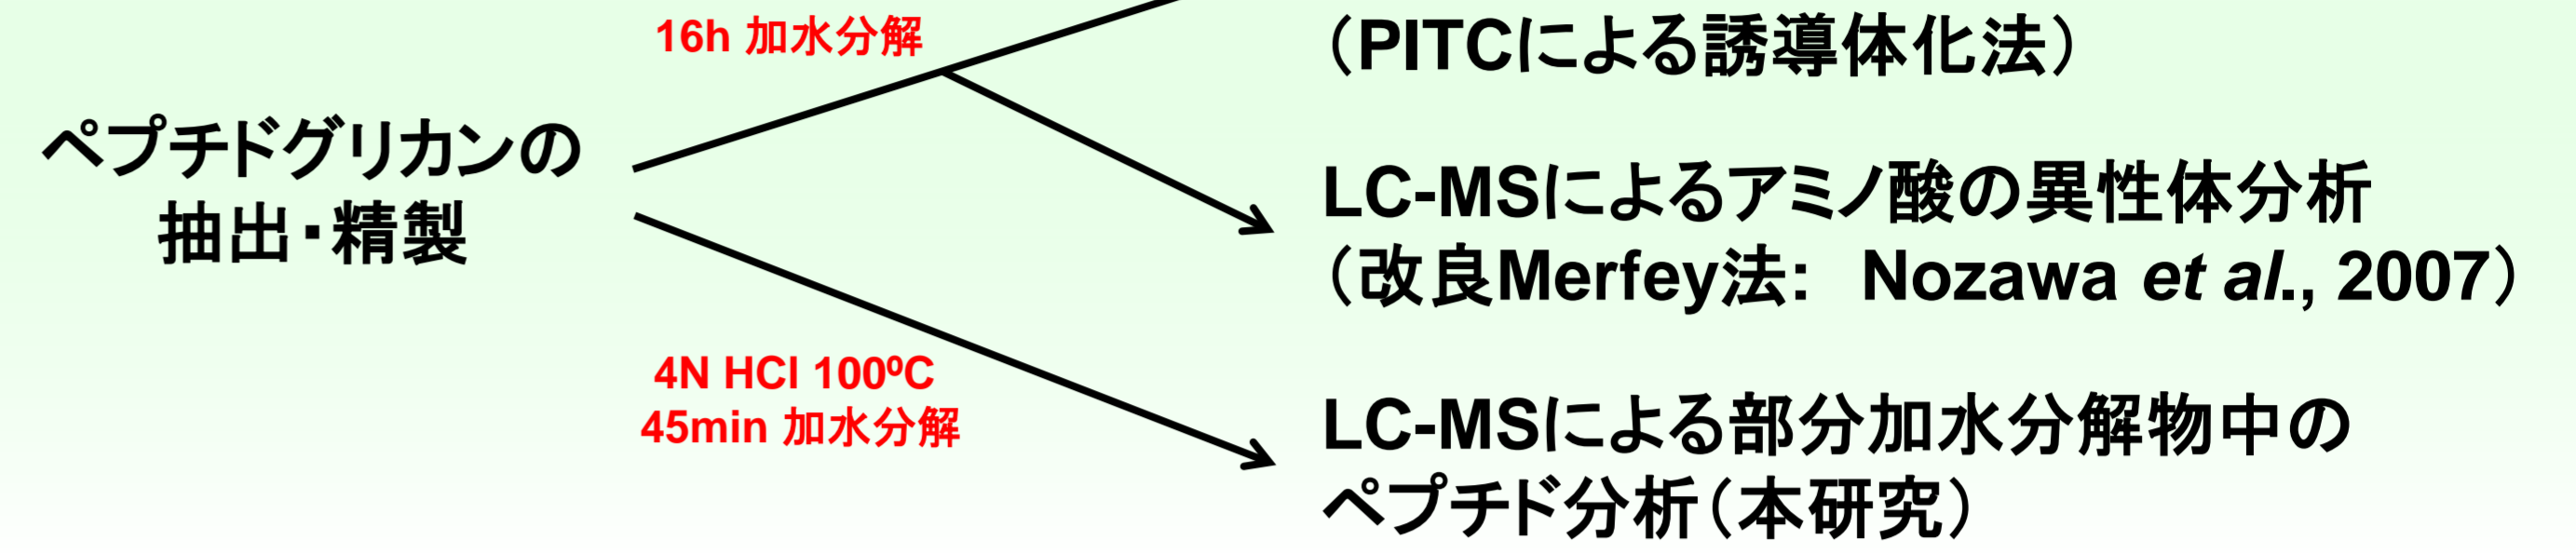 16h 加水分解
（PITCによる誘導体化法）
ペプチドグリカンの
抽出・精製
LC-MSによるアミノ酸の異性体分析
（改良Merfey法:　Nozawa et al., 2007）
4N HCl 100ºC
45min 加水分解
LC-MSによる部分加水分解物中の
ペプチド分析（本研究）